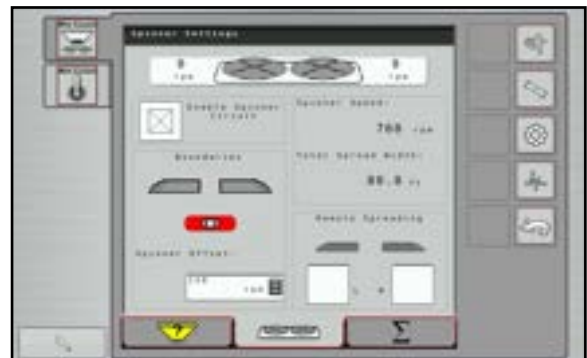 Spinner Settings
0 0
rpm rpm
Enable Spinner
Circuit
Spinner Speed:
700 rpm
Boundaries
Total Spread Width:
80.0
Remote Spreading
Spinner Offset:
rpm
L R
?
Σ